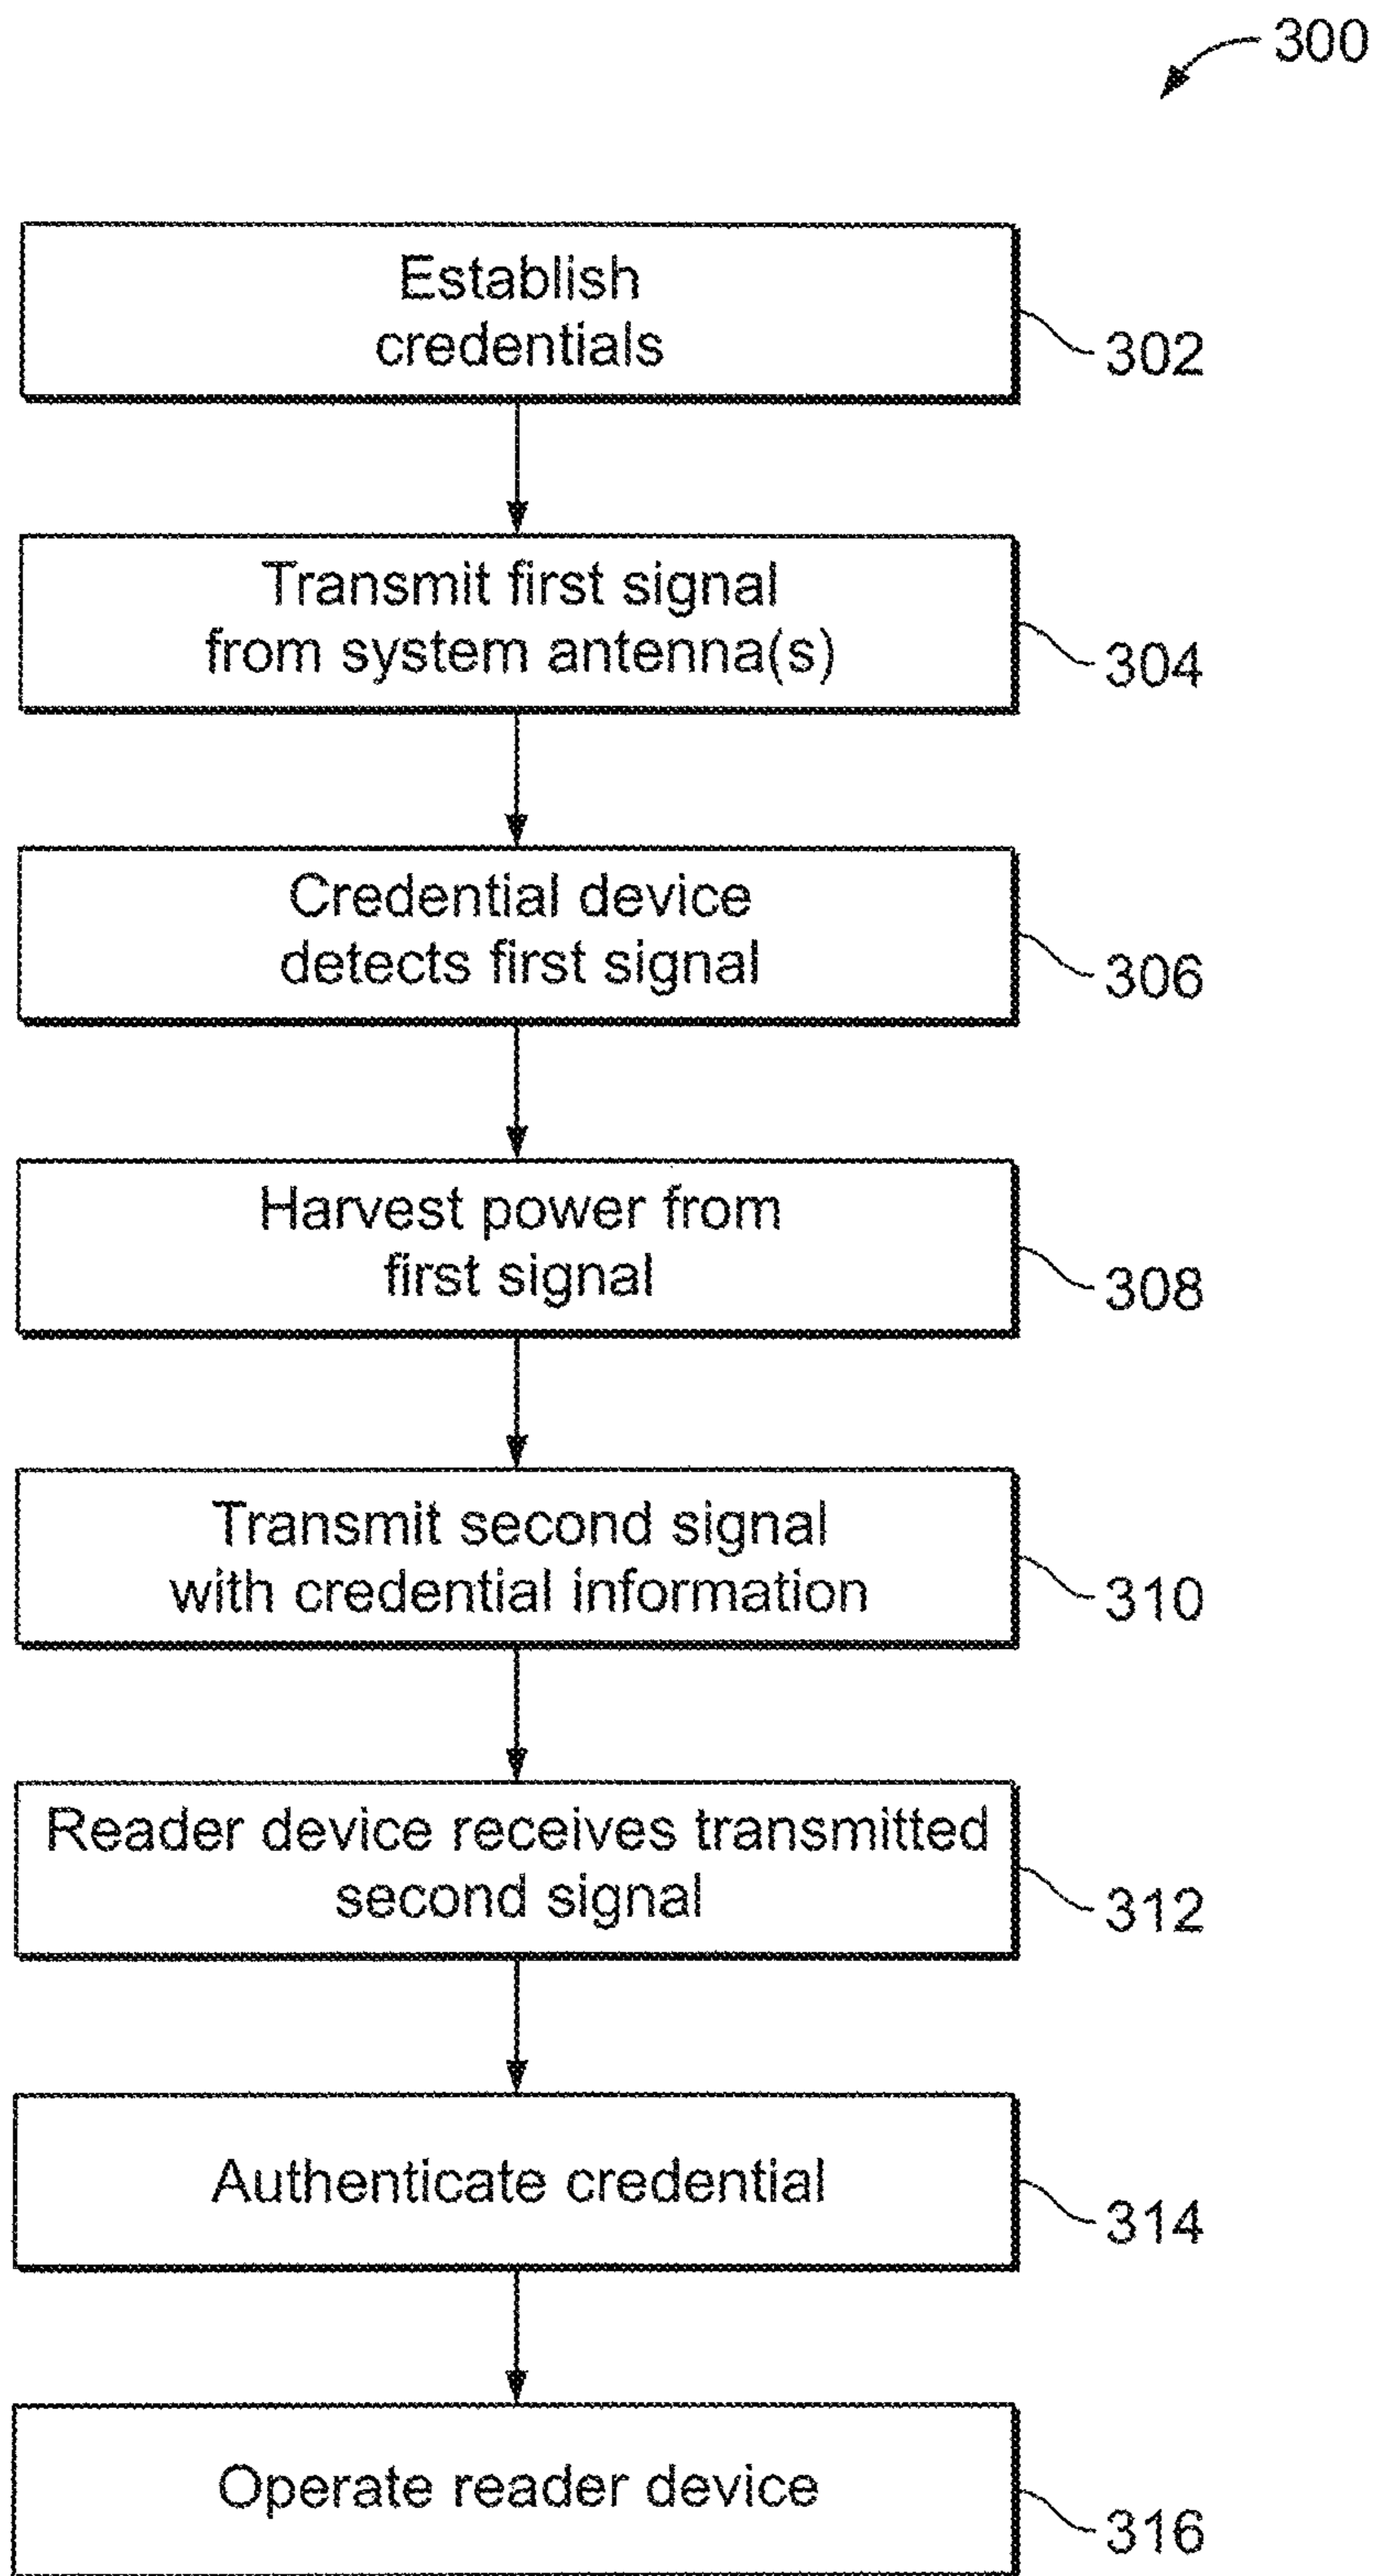 300
Establish
credentials
302
Transmit first signal
from system antenna(s)
304
Credential device
detects first signal
306
Harvest power from
first signal
308
Transmit second signal
with credential information
310
Reader device receives transmitted
second signal
312
Authenticate credential
314
Operate reader device
316